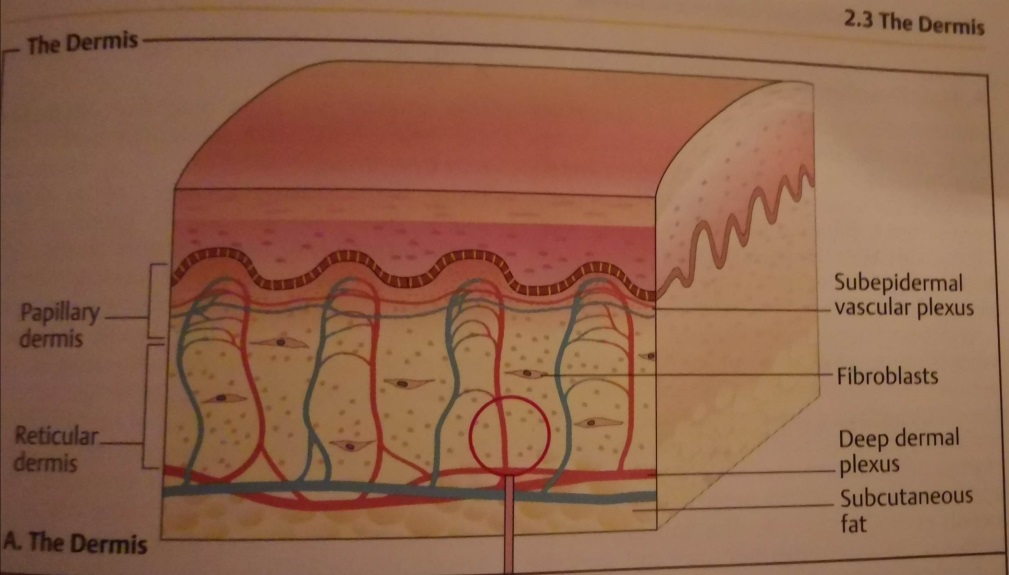 2.3 The Dermis
The Dermis
Papillary
dermis
Reticular
dermis
Subepidermal
vascular plexus
Fibroblasts
Deep dermal
plexus
Subcutaneous
fat
A. The Dermis